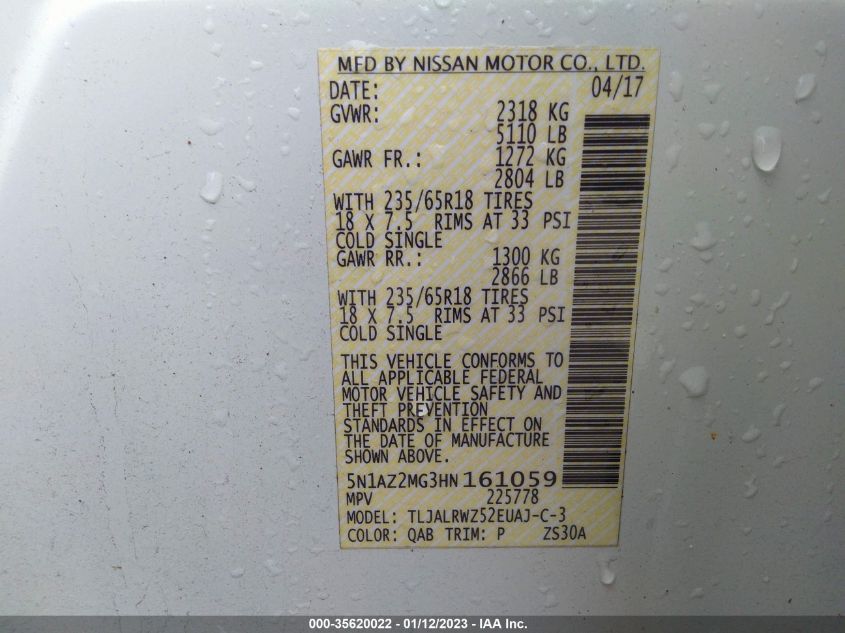 MFD BY NISSAN MOTOR CO., LTD.
DATE: 04/17
GVWR: 2318 KG
5110 LB
GAWR FR.: 1272 KG
2804 LB
WITH 235/65R18 TIRES
18 X 7.5 RIMS AT 33 PSI
COLD SINGLE
GAWR RR.: 1300 KG
2866 LB
WITH 235/65R18 TIRES
18 X 7.5 RIMS AT 33 PSI
COLD SINGLE
THIS VEHICLE CONFORMS TO
ALL APPLICABLE FEDERAL
MOTOR VEHICLE SAFETY AND
THEFT PREVENTION
STANDARDS IN EFFECT ON
THE DATE OF MANUFACTURE
SHOWN ABOVE.
5N1AZ2MG3HN161059
MPV 225778
MODEL: TLJALRWZ52EUAJ-C-3
COLOR: QAB TRIM: P ZS30A
000-35620022 - 01/12/2023 - IAA Inc.